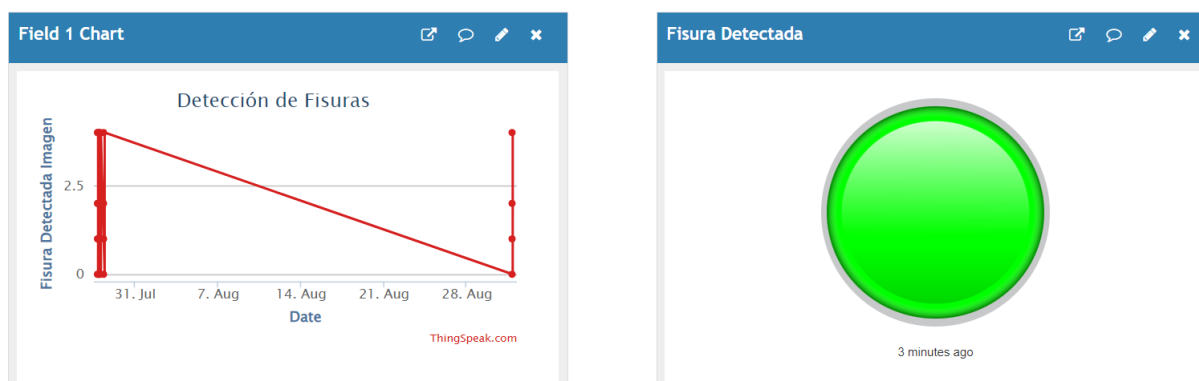 Field 1 Chart
Detección de Fisuras
Fisura Detectada Imagen
2.5
0
31. Jul
7. Aug
14. Aug
21. Aug
28. Aug
Date
ThingSpeak.com
Fisura Detectada
3 minutes ago